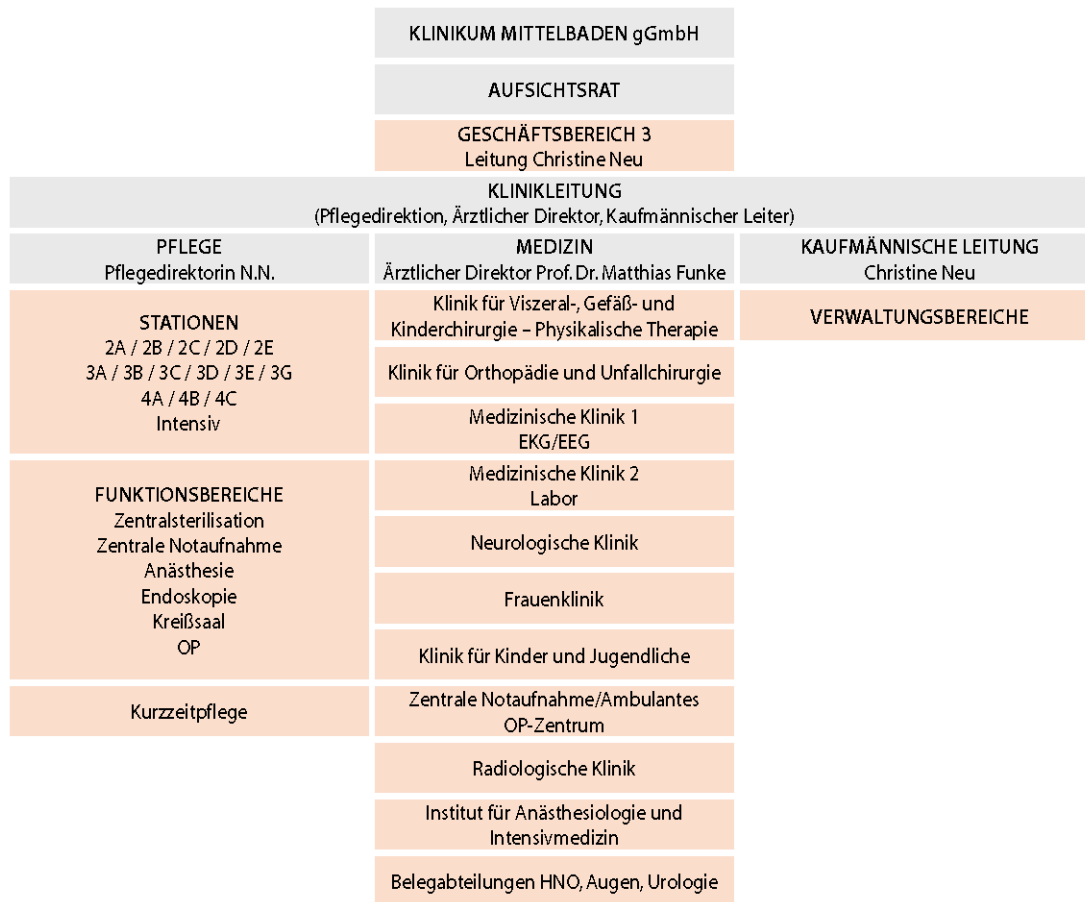 KLINIKUM MITTELBADEN gGmbH
AUFSICHTSRAT
GESCHÄFTSBEREICH 3
Leitung Christine Neu
KLINIKLEITUNG
(Pflegedirektion, Ärztlicher Direktor, Kaufmännischer Leiter)
PFLEGE
Pflegedirektorin N.N.
STATIONEN
2A / 2B / 2C / 2D / 2E
3A / 3B / 3C / 3D / 3E / 3G
4A / 4B / 4C
Intensiv
FUNKTIONSBEREICHE
Zentralsterilisation
Zentrale Notaufnahme
Anästhesie
Endoskopie
Kreißsaal
OP
Kurzzeitpflege
MEDIZIN
Ärztlicher Direktor Prof. Dr. Matthias Funke
Klinik für Viszeral-, Gefäß- und
Kinderchirurgie – Physikalische Therapie
Klinik für Orthopädie und Unfallchirurgie
Medizinische Klinik 1
EKG/EEG
Medizinische Klinik 2
Labor
Neurologische Klinik
Frauenklinik
Klinik für Kinder und Jugendliche
Zentrale Notaufnahme/Ambulantes
OP-Zentrum
Radiologische Klinik
Institut für Anästhesiologie und
Intensivmedizin
Belegabteilungen HNO, Augen, Urologie
KAUFMÄNNISCHE LEITUNG
Christine Neu
VERWALTUNGSBEREICHE